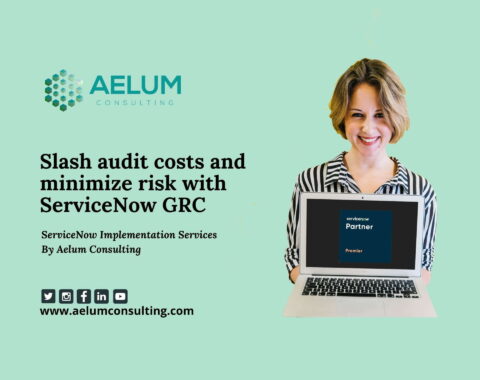 AELUM
CONSULTING
Slash audit costs and
minimize risk with
ServiceNow GRC
ServiceNow Implementation Services
By Aelum Consulting
www.aelumconsulting.com
servicenow
Partner
Premier